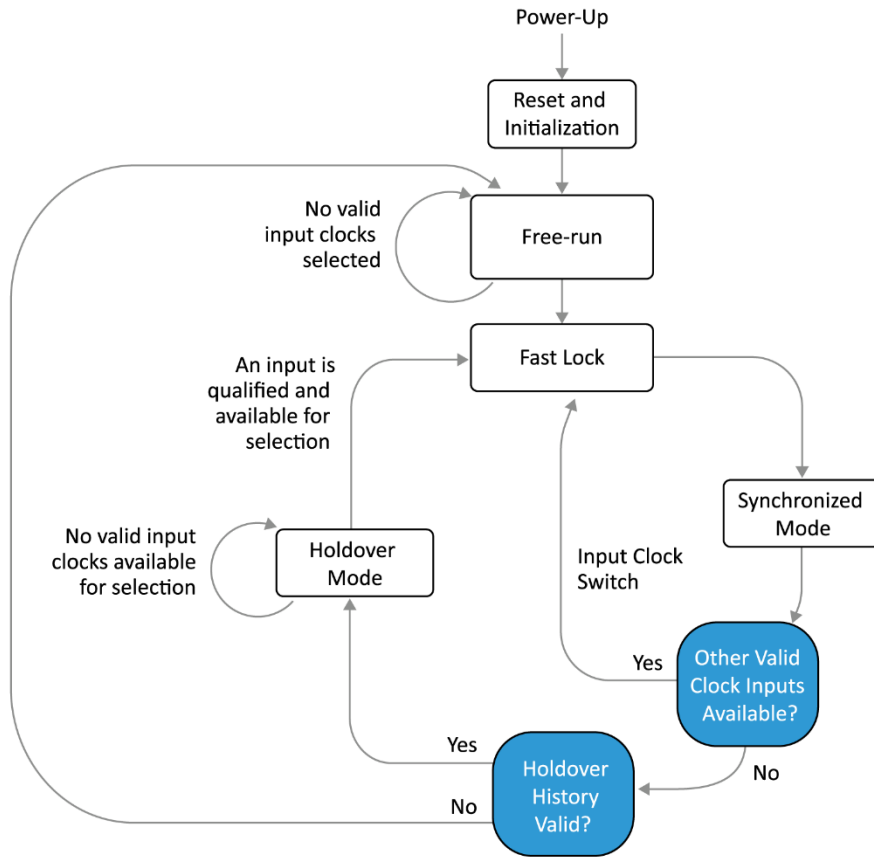 Power-Up
Reset and
Initialization
No valid
input clocks
selected
Free-run
An input is
qualified and
available for
selection
Fast Lock
Synchronized
Mode
No valid input
clocks available
for selection
Holdover
Mode
Input Clock
Switch
Yes
Other Valid
Clock Inputs
Available?
No
Yes
No
Holdover
History
Valid?